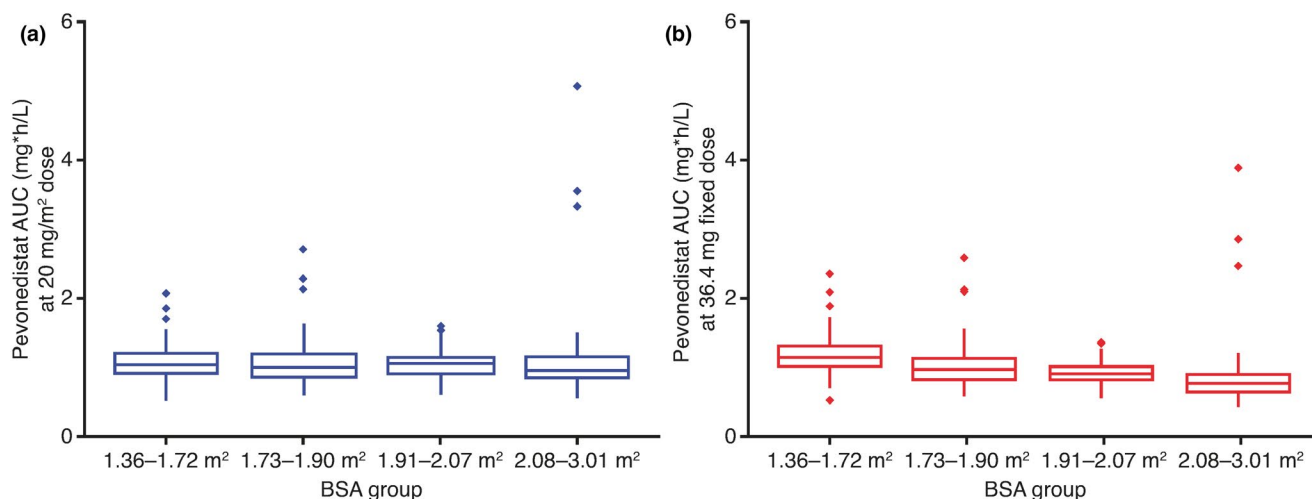 (a)
Pevonedistat AUC (mg*h/L)
at 20 mg/m² dose
6
4
2
0
1.36–1.72 m²
1.73–1.90 m²
1.91–2.07 m²
2.08–3.01 m²
BSA group
(b)
Pevonedistat AUC (mg*h/L)
at 36.4 mg fixed dose
6
4
2
0
1.36–1.72 m²
1.73–1.90 m²
1.91–2.07 m²
2.08–3.01 m²
BSA group